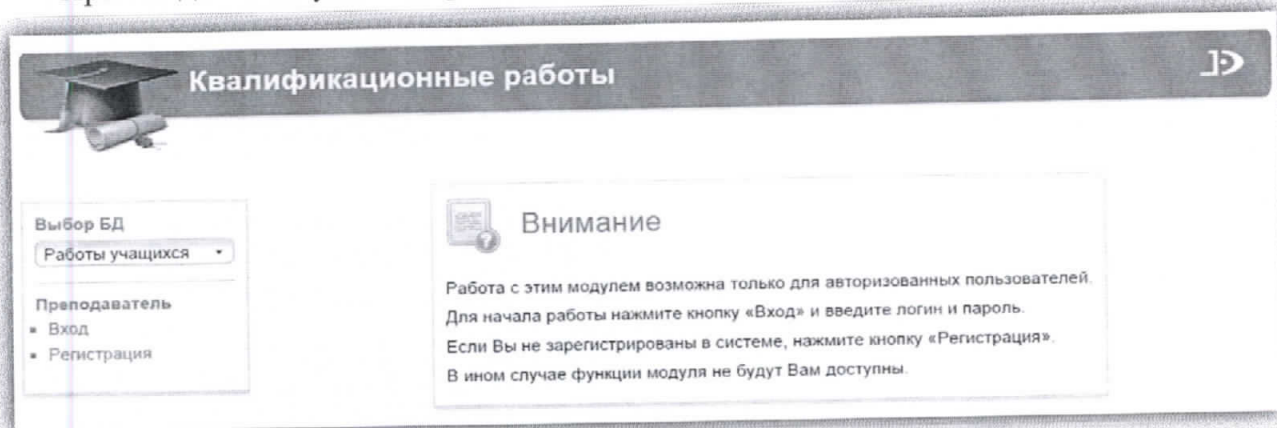 Квалификационные работы
Выбор БД
Работы учащихся
Преподаватель
Вход
Регистрация
Внимание
Работа с этим модулем возможна только для авторизованных пользователей.
Для начала работы нажмите кнопку «Вход» и введите логин и пароль.
Если Вы не зарегистрированы в системе, нажмите кнопку «Регистрация».
В ином случае функции модуля не будут Вам доступны.